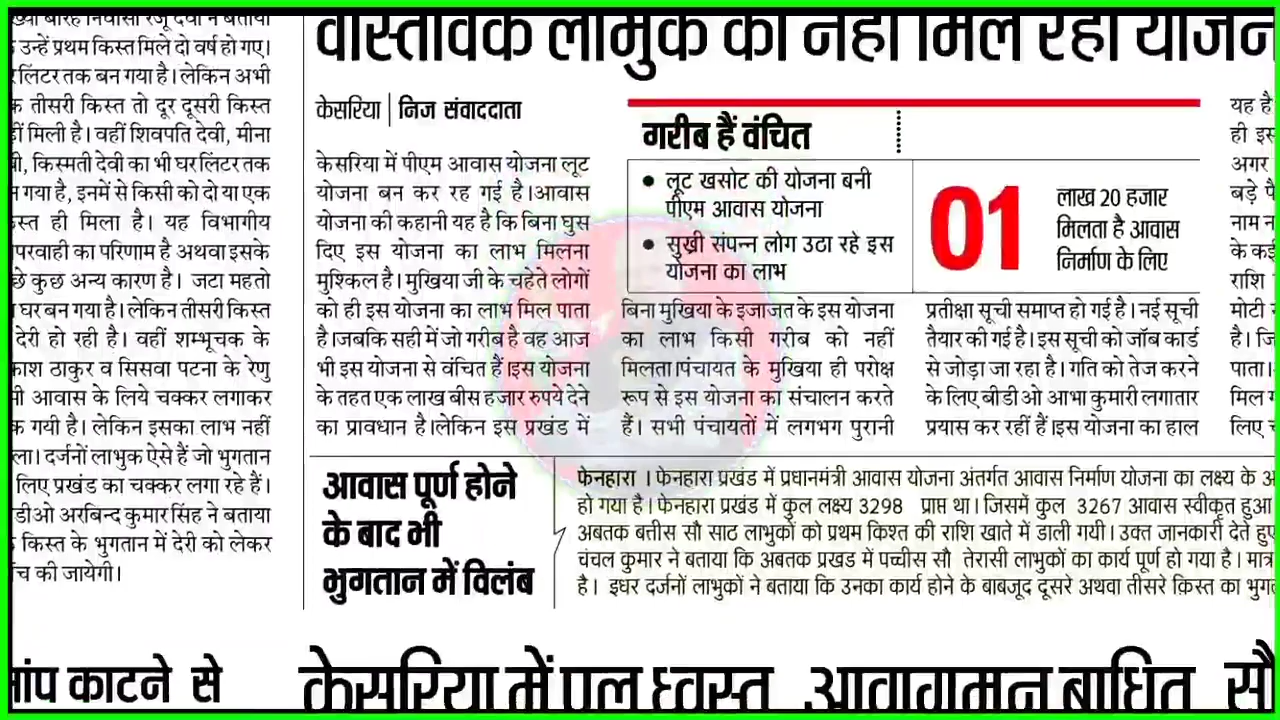 उन्हें प्रथम किस्त मिले दो वर्ष हो गए।
लिंटर तक बन गया है। लेकिन अभी
तीसरी किस्त तो दूर दूसरी किस्त
मिली है। वहीं शिवपति देवी, मीना
किस्मती देवी का भी घर लिंटर तक
गया है, इनमें से किसी को दो या एक
ही मिला है। यह विभागीय
का परिणाम है अथवा इसके
कुछ अन्य कारण है। जटा महतो
घर बन गया है। लेकिन तीसरी किस्त
देरी हो रही है। वहीं शम्भूचक के
ठाकुर व सिसवा पटना के रेणु
आवास के लिये चक्कर लगाकर
गयी है। लेकिन इसका लाभ नहीं
दर्जनों लाभुक ऐसे हैं जो भुगतान
लिए प्रखंड का चक्कर लगा रहे हैं।
अरबिन्द कुमार सिंह ने बताया
किस्त के भुगतान में देरी को लेकर
की जायेगी।
वास्तविक लाभुक को नहीं मिल रहा
केसरिया | निज संवाददाता
केसरिया में पीएम आवास योजना लूट
योजना बन कर रह गई है।आवास
योजना की कहानी यह है कि बिना घुस
दिए इस योजना का लाभ मिलना
मुश्किल है। मुखिया जी के चहेते लोगों
को ही इस योजना का लाभ मिल पाता
है।जबकि सही में जो गरीब है वह आज
भी इस योजना से वंचित हैं।इस योजना
के तहत एक लाख बीस हजार रुपये देने
का प्रावधान है।लेकिन इस प्रखंड में
गरीब हैं वंचित
● लूट खसोट की योजना बनी
पीएम आवास योजना
● सुख्री संपन्न लोग उठा रहे इस
योजना का लाभ
01
लाख 20 हजार
मिलता है आवास
निर्माण के लिए
बिना मुखिया के इजाजत के इस योजना
का लाभ किसी गरीब को नहीं
मिलता।पंचायत के मुखिया ही परोक्ष
रूप से इस योजना का संचालन करते
हैं। सभी पंचायतों में लगभग पुरानी
प्रतीक्षा सूची समाप्त हो गई है। नई सूची
तैयार की गई है। इस सूची को जॉब कार्ड
से जोड़ा जा रहा है। गति को तेज करने
के लिए बीडीओ आभा कुमारी लगातार
प्रयास कर रहीं हैं।इस योजना का हाल
यह है
ही
अगर
बड़े
नाम
के
राशि
मोटी
है।
पाता।
मिल
लिए
आवास पूर्ण होने
के बाद भी
भुगतान में विलंब
फेनहारा । फेनहारा प्रखंड में प्रधानमंत्री आवास योजना अंतर्गत आवास निर्माण योजना का लक्ष्य के
हो गया है। फेनहारा प्रखंड में कुल लक्ष्य 3298 प्राप्त था। जिसमें कुल 3267 आवास स्वीकृत हुआ
अबतक बत्तीस सौ साठ लाभुकों को प्रथम किश्त की राशि खाते में डाली गयी। उक्त जानकारी देते हुए
चंचल कुमार ने बताया कि अबतक प्रखंड में पच्चीस सौ तेरासी लाभुकों का कार्य पूर्ण हो गया है।
है। इधर दर्जनों लाभुकों ने बताया कि उनका कार्य होने के बाबजूद दूसरे अथवा तीसरे क़िस्त का
काटने से
केसरिया में पुल ध्वस्त, आवागमन बाधित